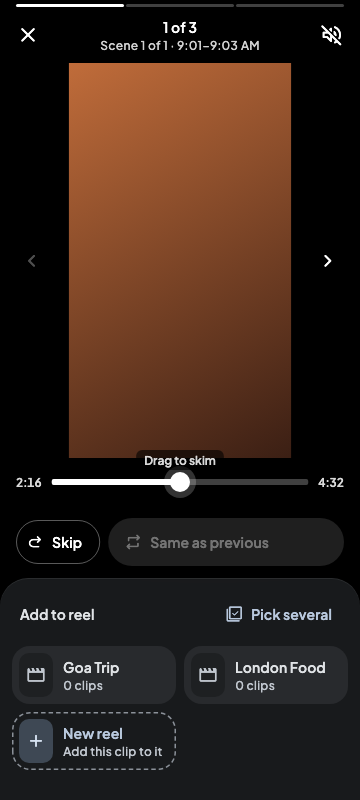 1 of 3
Scene 1 of 1 · 9:01–9:03 AM
Drag to skim
2:16
4:32
Skip
Same as previous
Add to reel
Pick several
Goa Trip
0 clips
London Food
0 clips
New reel
Add this clip to it